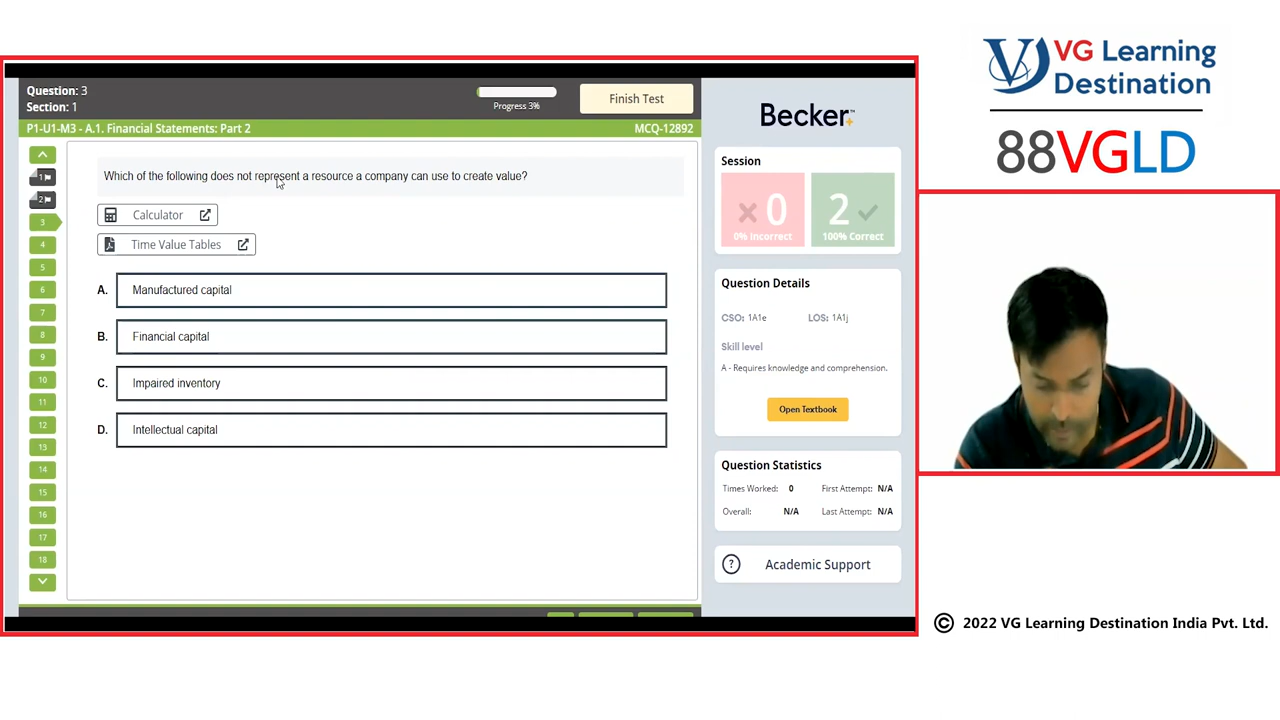 Question: 3
Section: 1
Progress 3%
Finish Test
P1-U1-M3 - A.1. Financial Statements: Part 2
MCQ-12892
1
2
3
4
5
6
7
8
9
10
11
12
13
14
15
16
17
18
Which of the following does not represent a resource a company can use to create value?
Calculator
Time Value Tables
A. Manufactured capital
B. Financial capital
C. Impaired inventory
D. Intellectual capital
Becker
Session
0
0% Incorrect
2
100% Correct
Question Details
CSO: 1A1e LOS: 1A1j
Skill level
A - Requires knowledge and comprehension.
Open Textbook
Question Statistics
Times Worked: 0 First Attempt: N/A
Overall: N/A Last Attempt: N/A
? Academic Support
VG Learning
Destination
88VGLD
© 2022 VG Learning Destination India Pvt. Ltd.